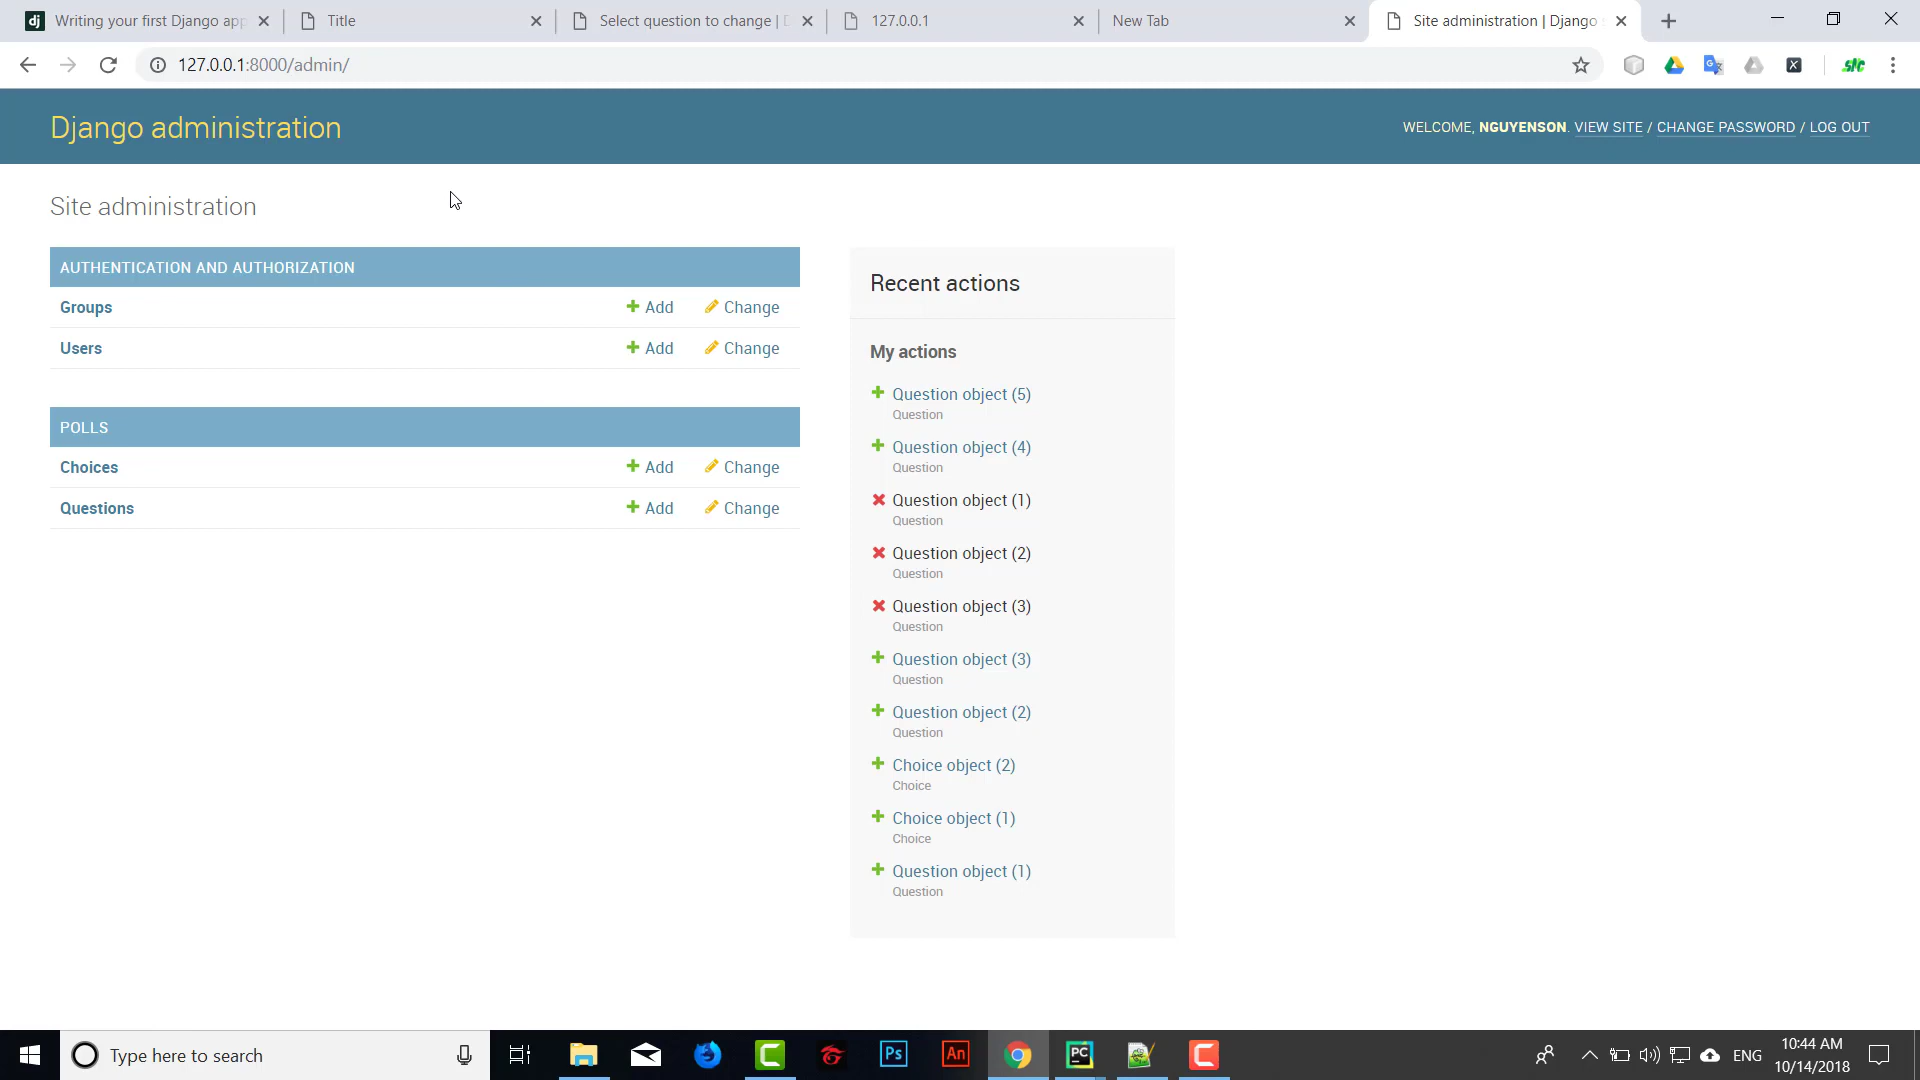 Writing your first Django app
Title
Select question to change |
127.0.0.1
New Tab
Site administration | Django
127.0.0.1:8000/admin/
Django administration
WELCOME, NGUYENSON. VIEW SITE / CHANGE PASSWORD / LOG OUT
Site administration
AUTHENTICATION AND AUTHORIZATION
Groups Add Change
Users Add Change
POLLS
Choices Add Change
Questions Add Change
Recent actions
My actions
Question object (5)
Question
Question object (4)
Question
Question object (1)
Question
Question object (2)
Question
Question object (3)
Question
Question object (3)
Question
Question object (2)
Question
Choice object (2)
Choice
Choice object (1)
Choice
Question object (1)
Question
Type here to search
Ps
An
PC
ENG
10:44 AM
10/14/2018